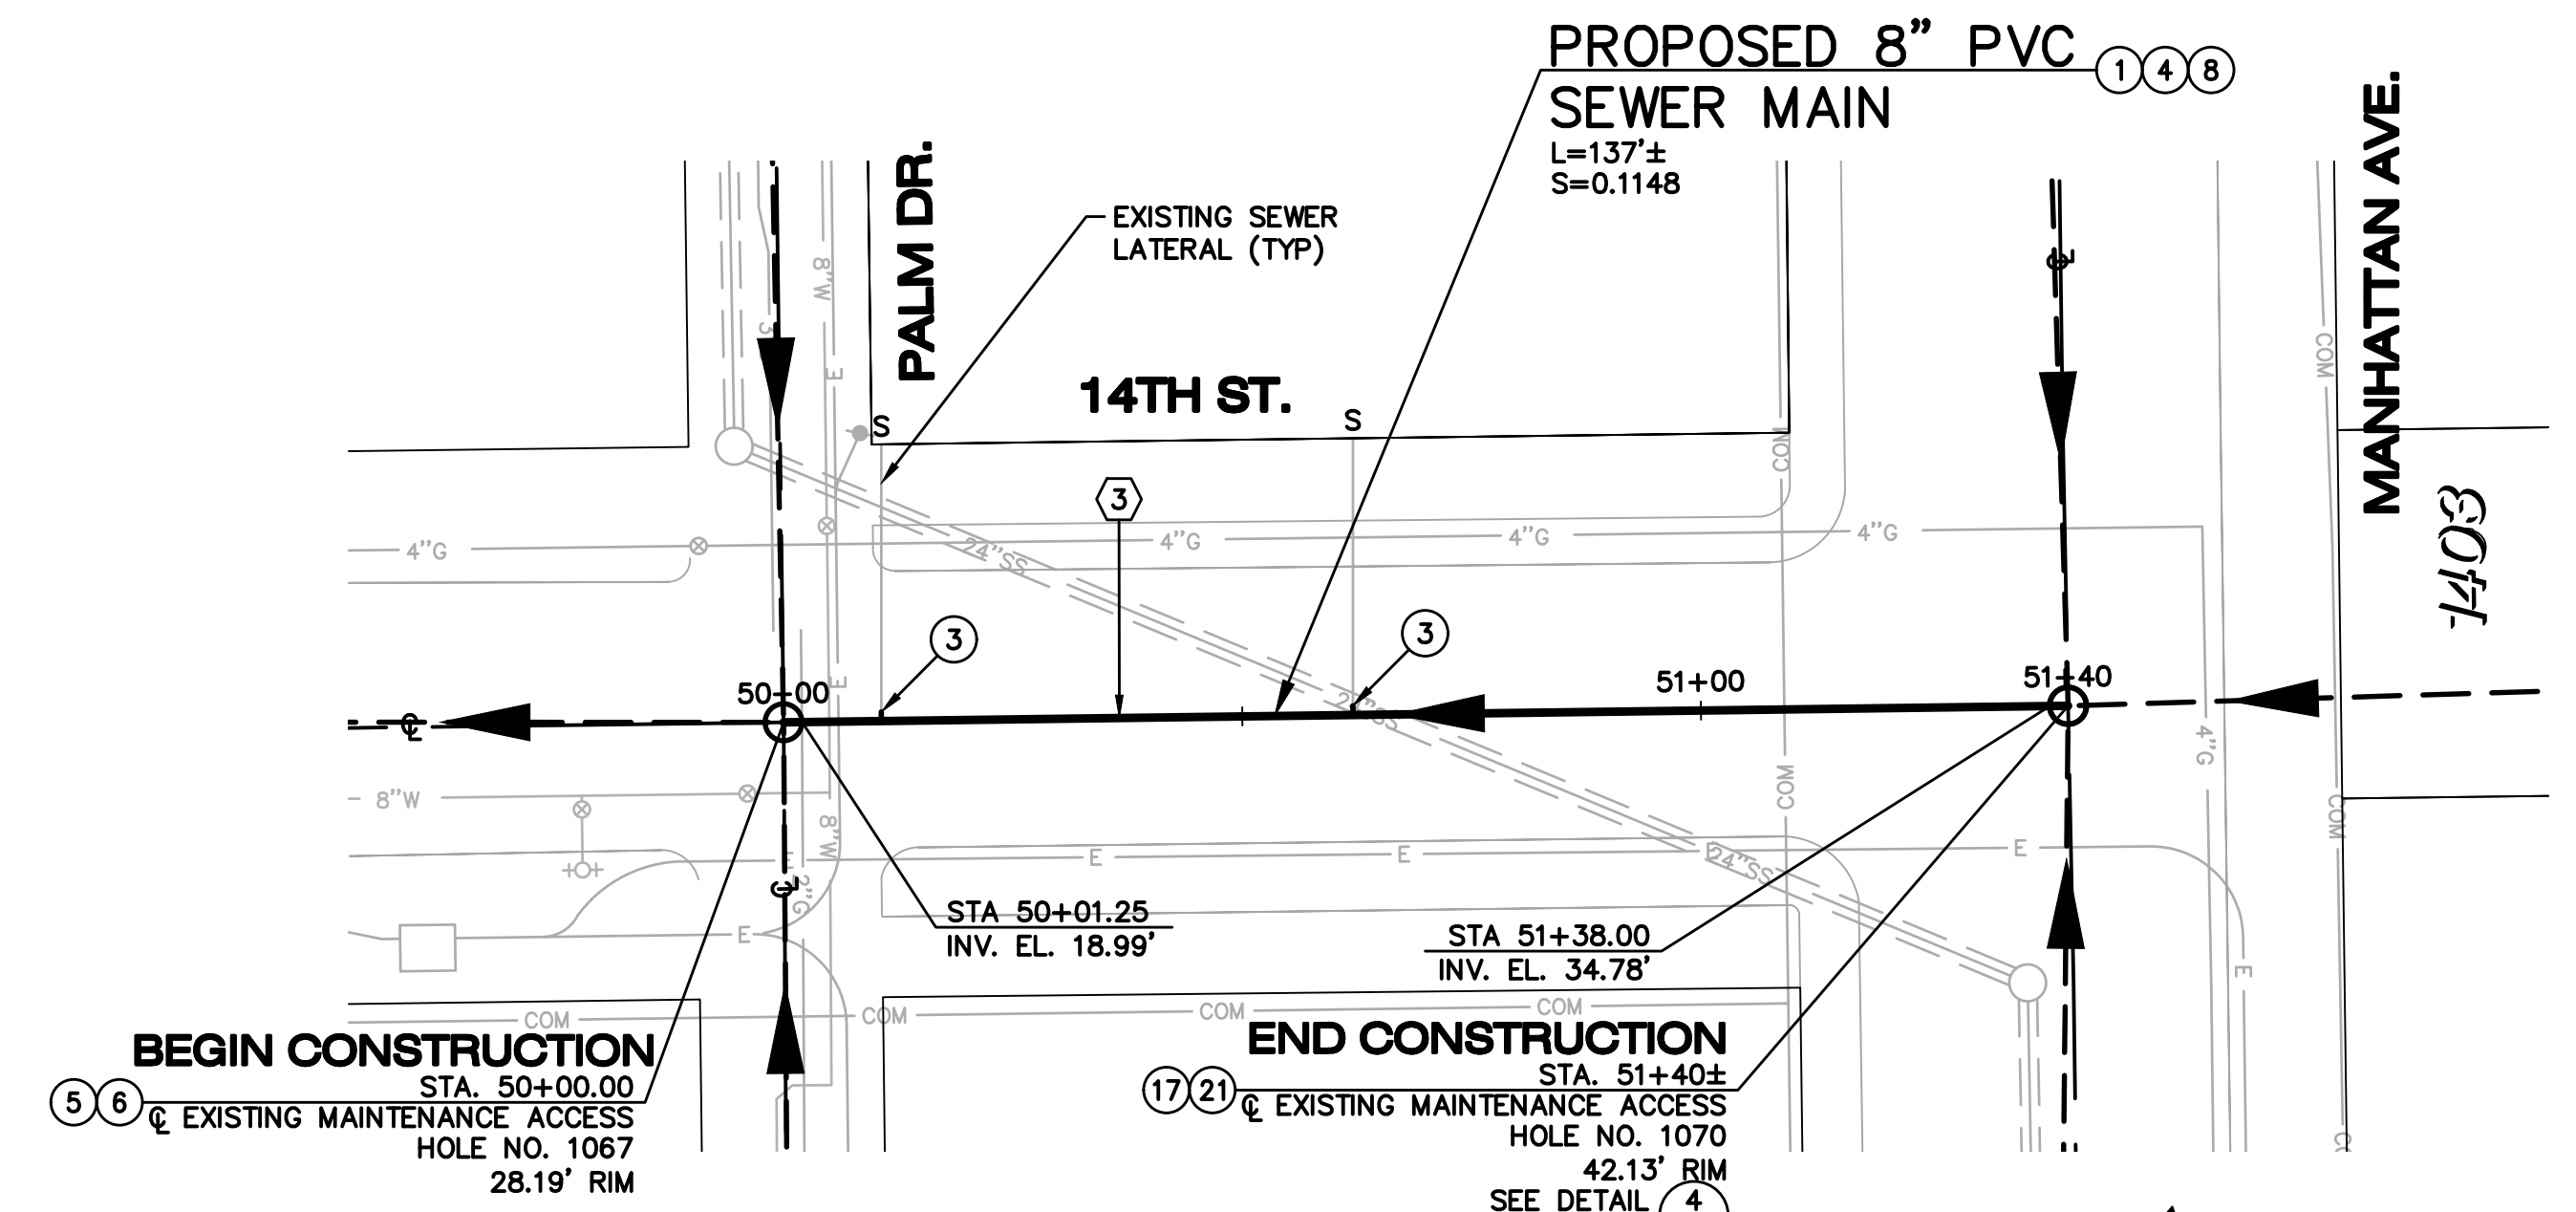 PROPOSED 8" PVC
1 4 8
SEWER MAIN
L=137'±
S=0.1148
MANHATTAN AVE.
PALM DR.
EXISTING SEWER
LATERAL (TYP)
8"W
3
E
℄
COM
14TH ST.
S
S
COM
3
4"G
4"G
4"G
4"G
24"SS
3
3
E
50+00
51+00
51+40
24"SS
℄
4"G
8"W
COM
COM
8"W
E
E
E
E
E
24"SS
℄
2"G
STA 50+01.25
INV. EL. 18.99'
STA 51+38.00
INV. EL. 34.78'
E
E
COM
COM
COM
COM
BEGIN CONSTRUCTION
STA. 50+00.00
5 6
℄ EXISTING MAINTENANCE ACCESS
HOLE NO. 1067
28.19' RIM
END CONSTRUCTION
STA. 51+40±
17 21
℄ EXISTING MAINTENANCE ACCESS
HOLE NO. 1070
42.13' RIM
SEE DETAIL 4